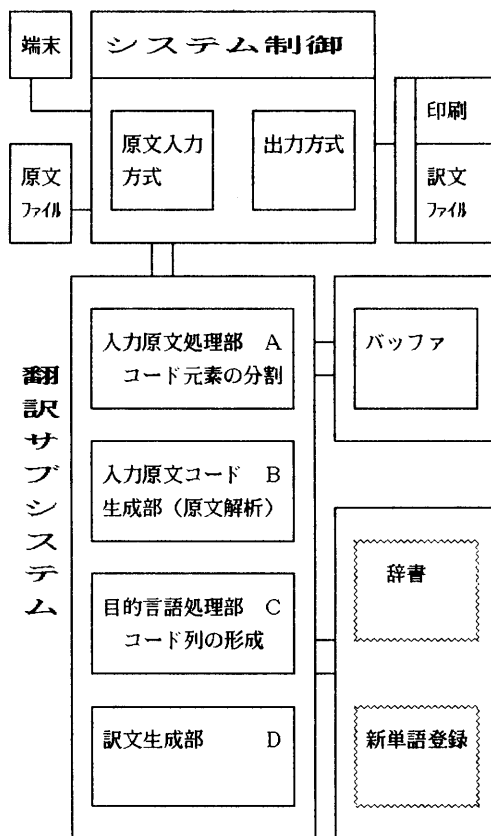 端末
システム制御
原文入力
方式
出力方式
印刷
原文
ファイル
訳文
ファイル
翻訳サブシステム
入力原文処理部 A
コード元素の分割
バッファ
入力原文コード B
生成部（原文解析）
辞書
目的言語処理部 C
コード列の形成
訳文生成部 D
新単語登録